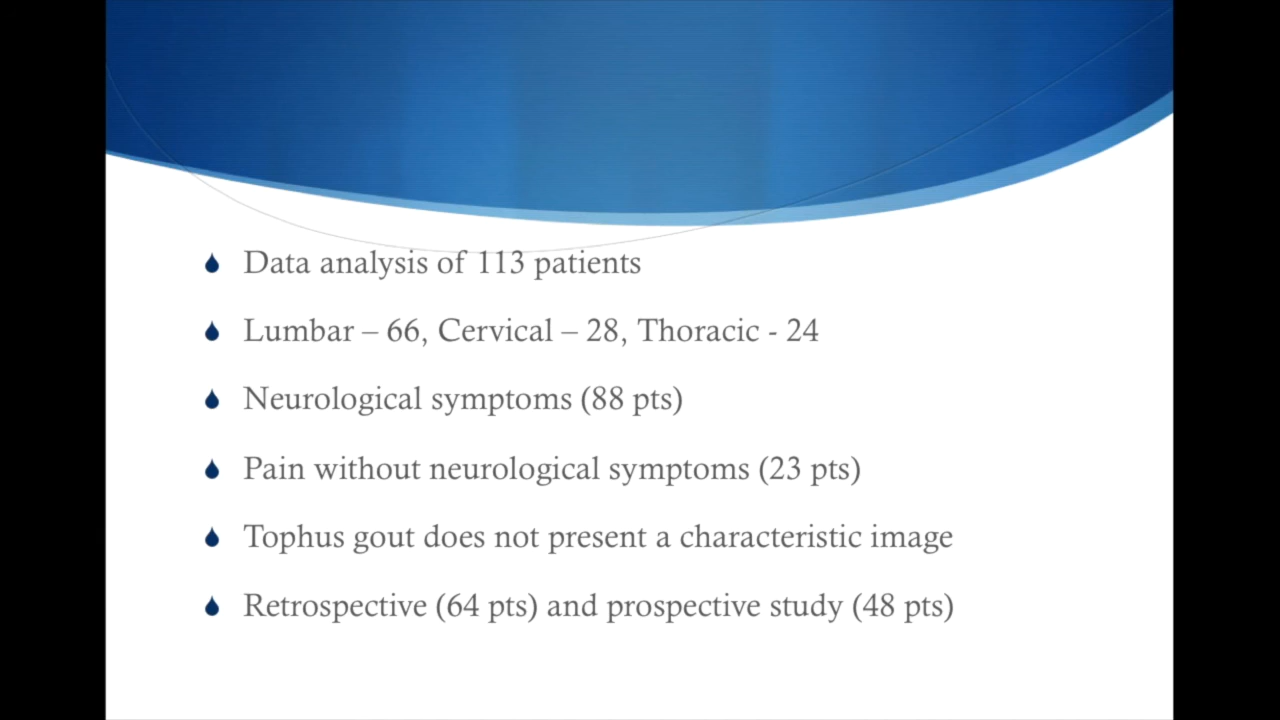 Data analysis of 113 patients
Lumbar – 66, Cervical – 28, Thoracic - 24
Neurological symptoms (88 pts)
Pain without neurological symptoms (23 pts)
Tophus gout does not present a characteristic image
Retrospective (64 pts) and prospective study (48 pts)